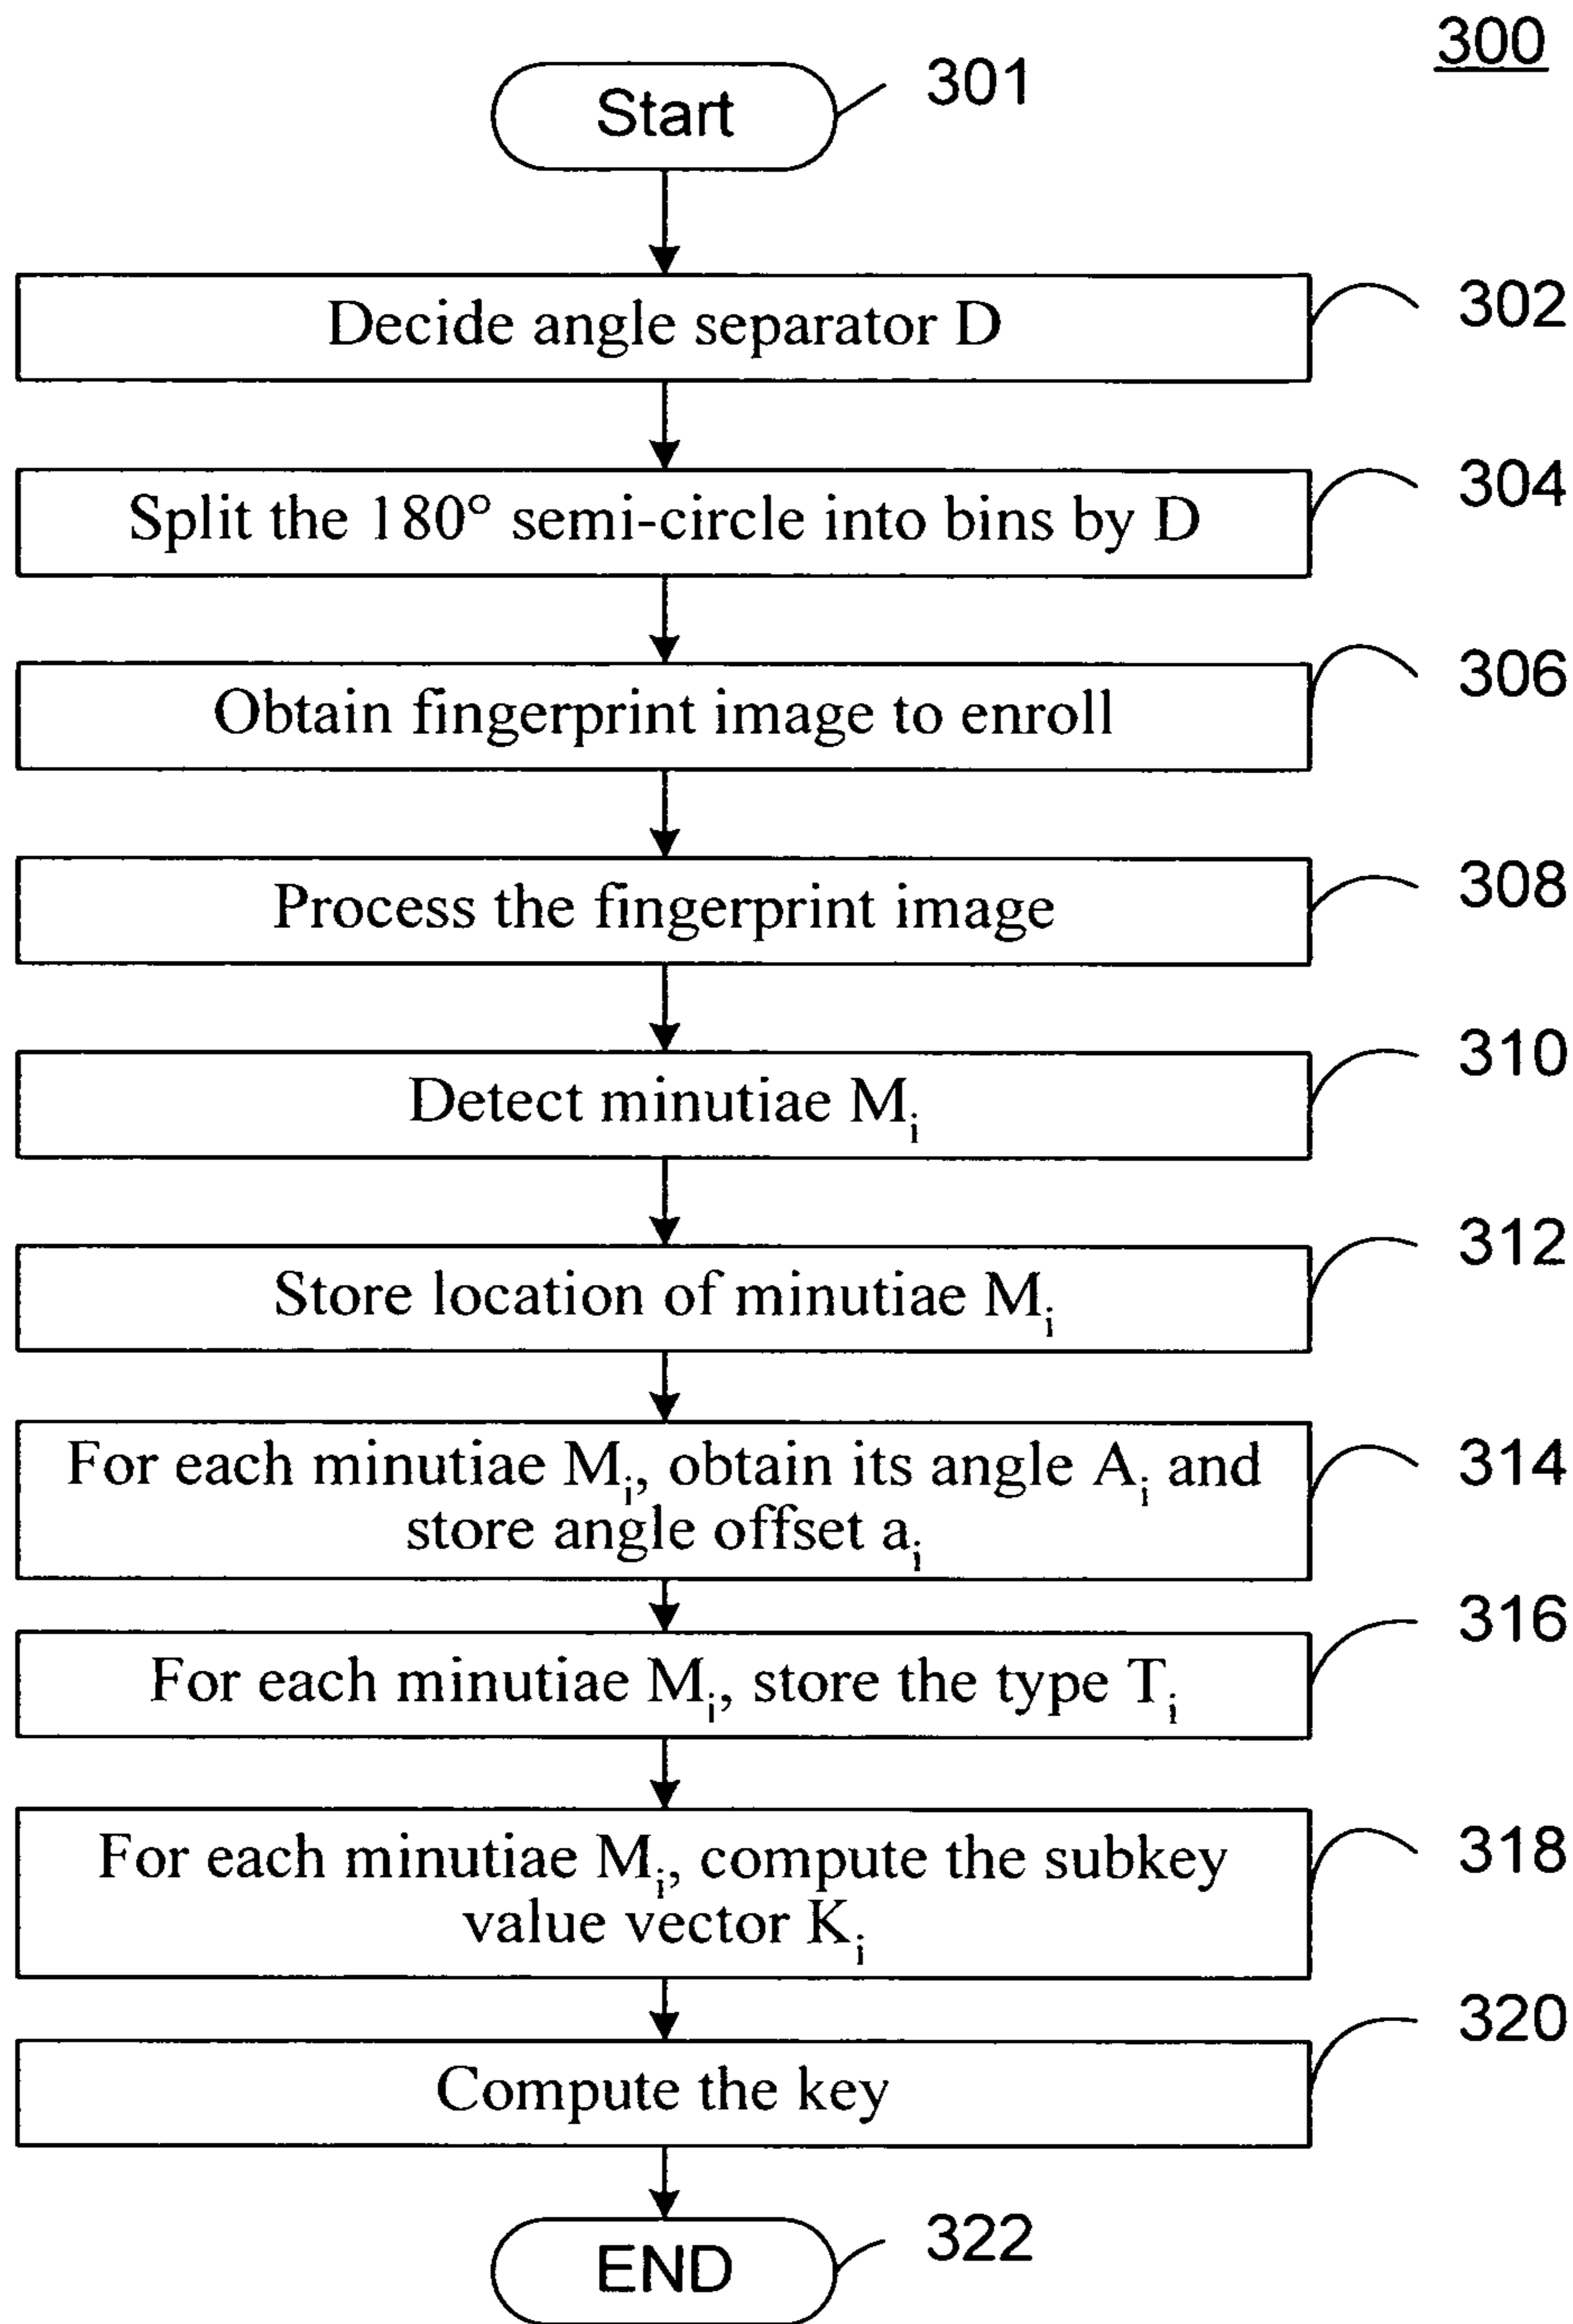 300
Start
301
Decide angle separator D
302
Split the 180° semi-circle into bins by D
304
Obtain fingerprint image to enroll
306
Process the fingerprint image
308
Detect minutiae Mi
310
Store location of minutiae Mi
312
For each minutiae Mi, obtain its angle Ai and
store angle offset ai
314
For each minutiae Mi, store the type Ti
316
For each minutiae Mi, compute the subkey
value vector Ki
318
Compute the key
320
END
322